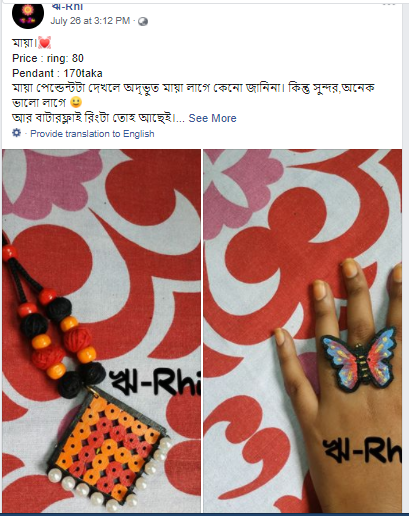 ঋ-Rhi
July 26 at 3:12 PM ·
মায়া।💓
Price : ring: 80
Pendant : 170taka
মায়া পেন্ডেন্টটা দেখলে অদ্ভুত মায়া লাগে কেনো জানিনা। কিন্তু সুন্দর,অনেক
ভালো লাগে 🙂
আর বাটারফ্লাই রিংটা তোহ আছেই।... See More
· Provide translation to English
ঋ-Rhi
ঋ-Rh